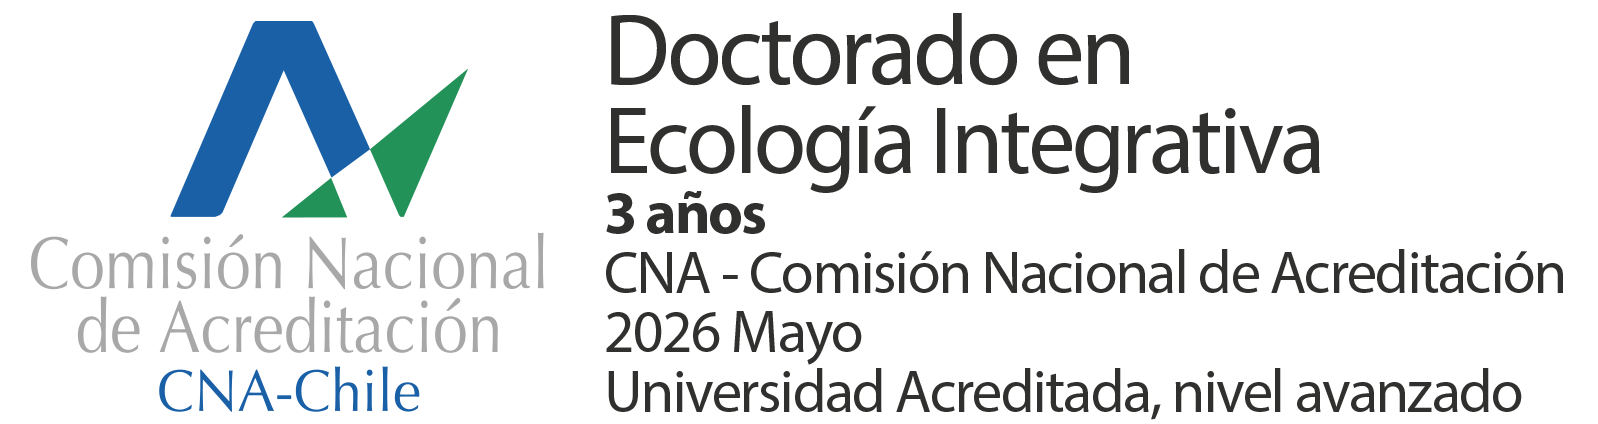 Comisión Nacional
de Acreditación
CNA-Chile
Doctorado en
Ecología Integrativa
3 años
CNA - Comisión Nacional de Acreditación
2026 Mayo
Universidad Acreditada, nivel avanzado